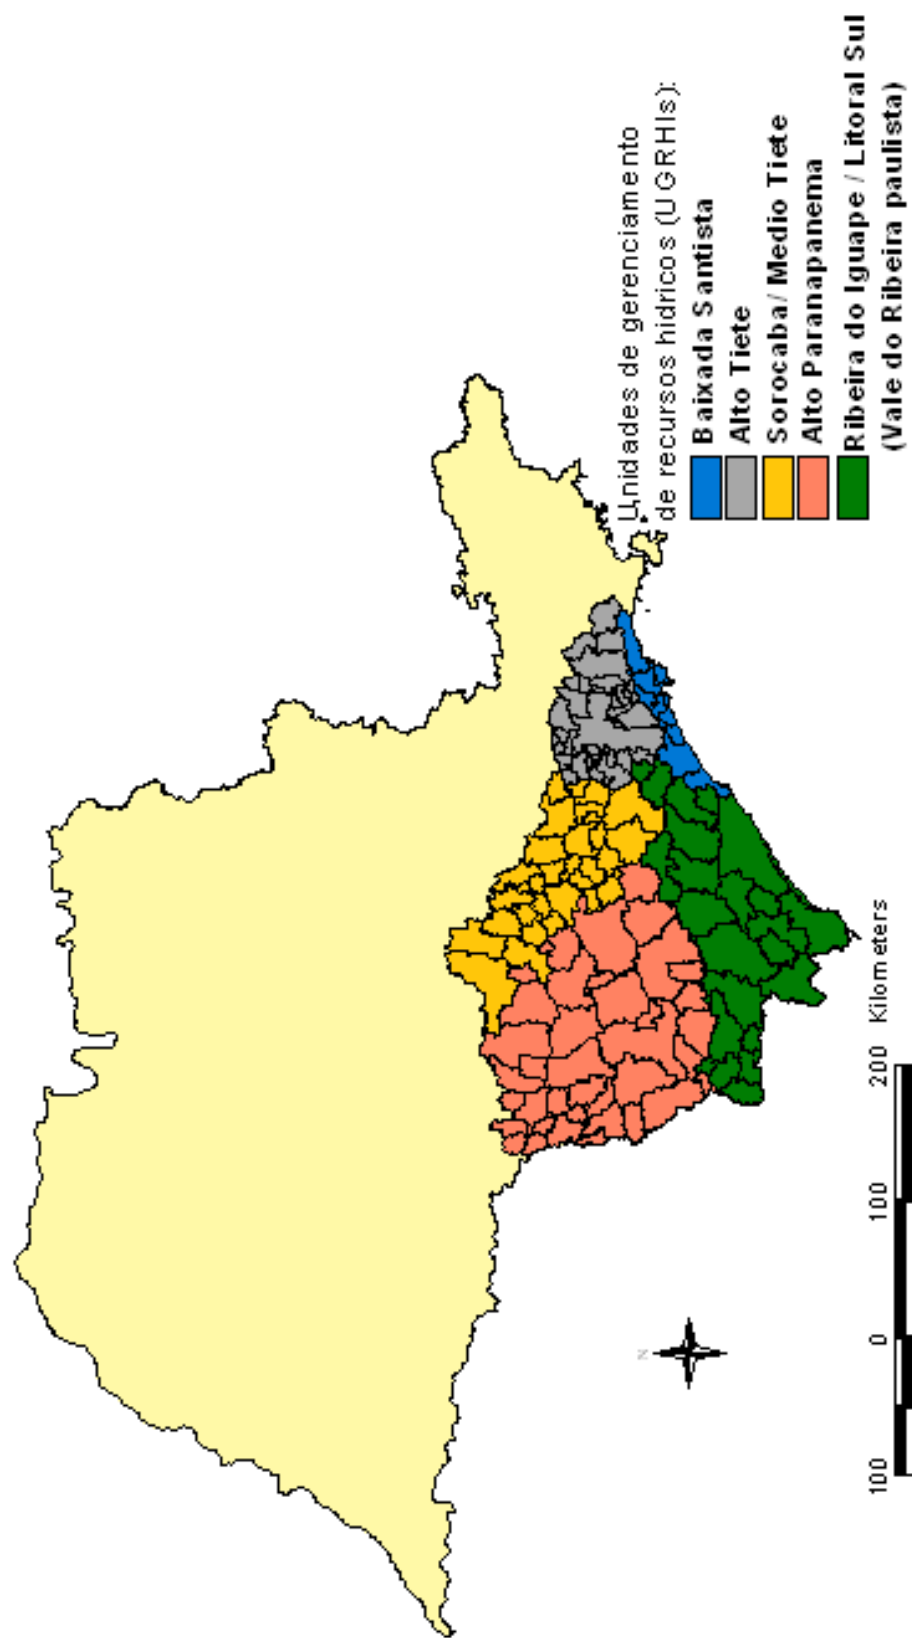 Unidades de gerenciamento
de recursos hidricos (UGRHIs):
Baixada Santista
Alto Tiete
Sorocaba/ Medio Tiete
Alto Paranapanema
Ribeira do Iguape / Litoral Sul
(Vale do Ribeira paulista)
N
100 0 100 200 Kilometers